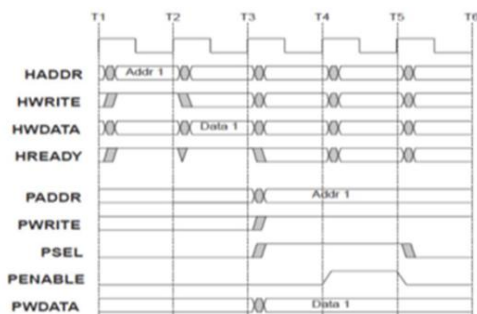 T1 T2 T3 T4 T5 T6
HADDR Addr 1
HWRITE
HWDATA Data 1
HREADY
PADDR Addr 1
PWRITE
PSEL
PENABLE
PWDATA Data 1